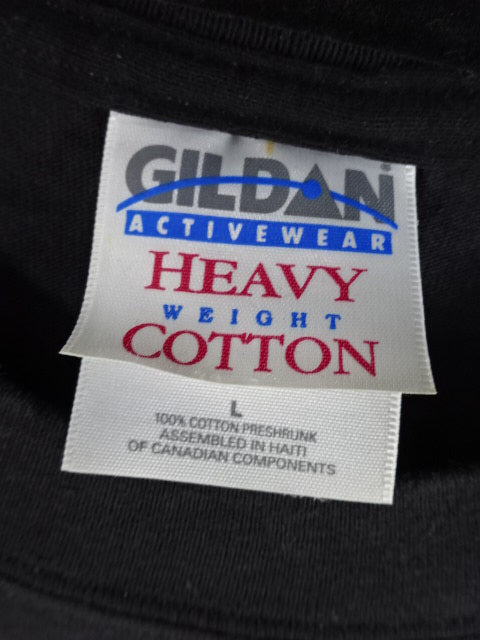 GILDAN®
ACTIVEWEAR
HEAVY
WEIGHT
COTTON
L
100% COTTON PRESHRUNK
ASSEMBLED IN HAITI
OF CANADIAN COMPONENTS